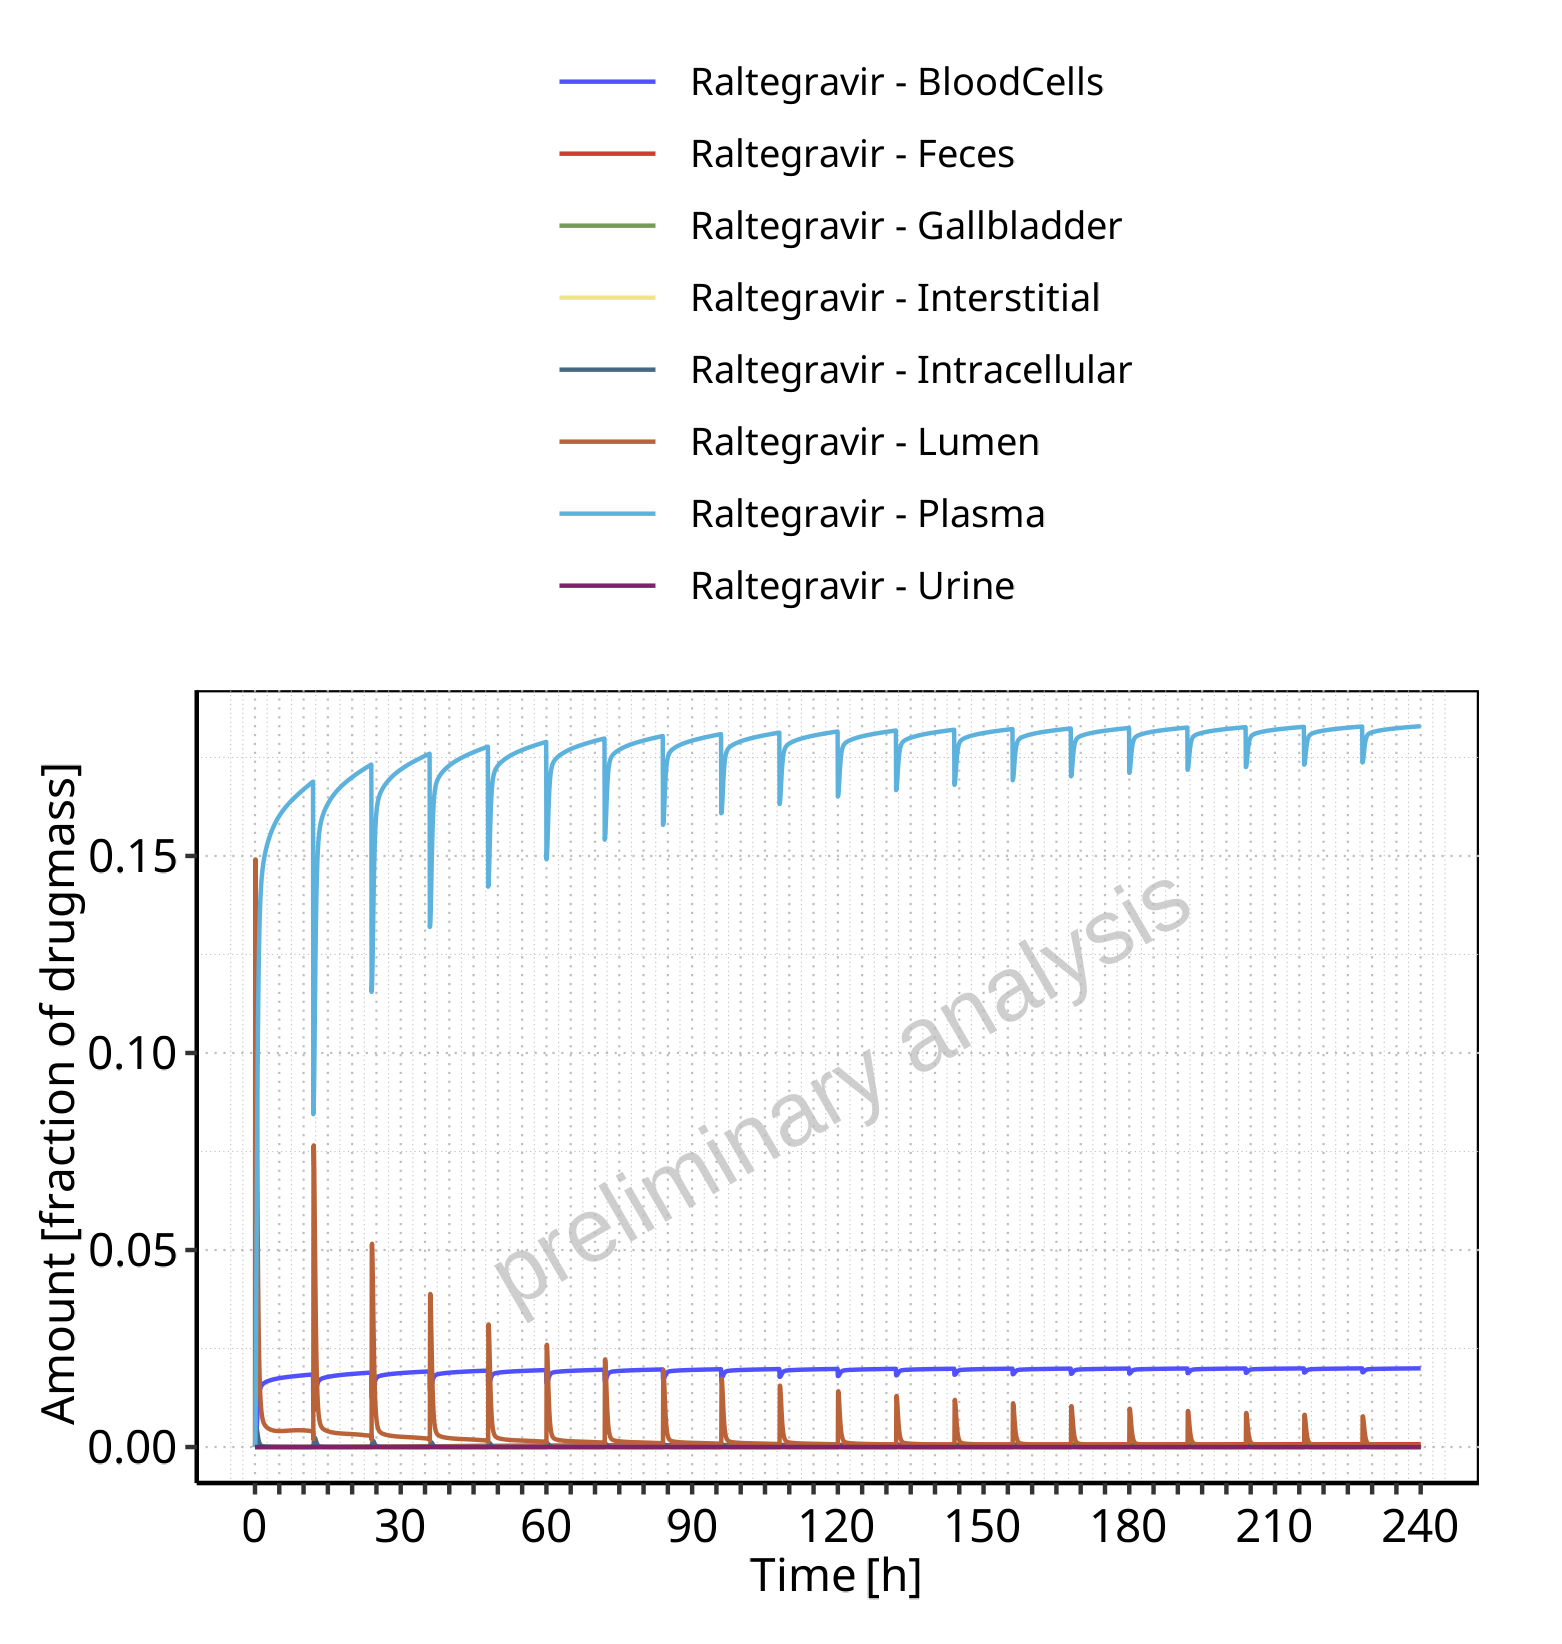 Raltegravir - BloodCells
Raltegravir - Feces
Raltegravir - Gallbladder
Raltegravir - Interstitial
Raltegravir - Intracellular
Raltegravir - Lumen
Raltegravir - Plasma
Raltegravir - Urine
Amount [fraction of drugmass]
0.15
0.10
0.05
0.00
preliminary analysis
0 30 60 90 120 150 180 210 240
Time [h]